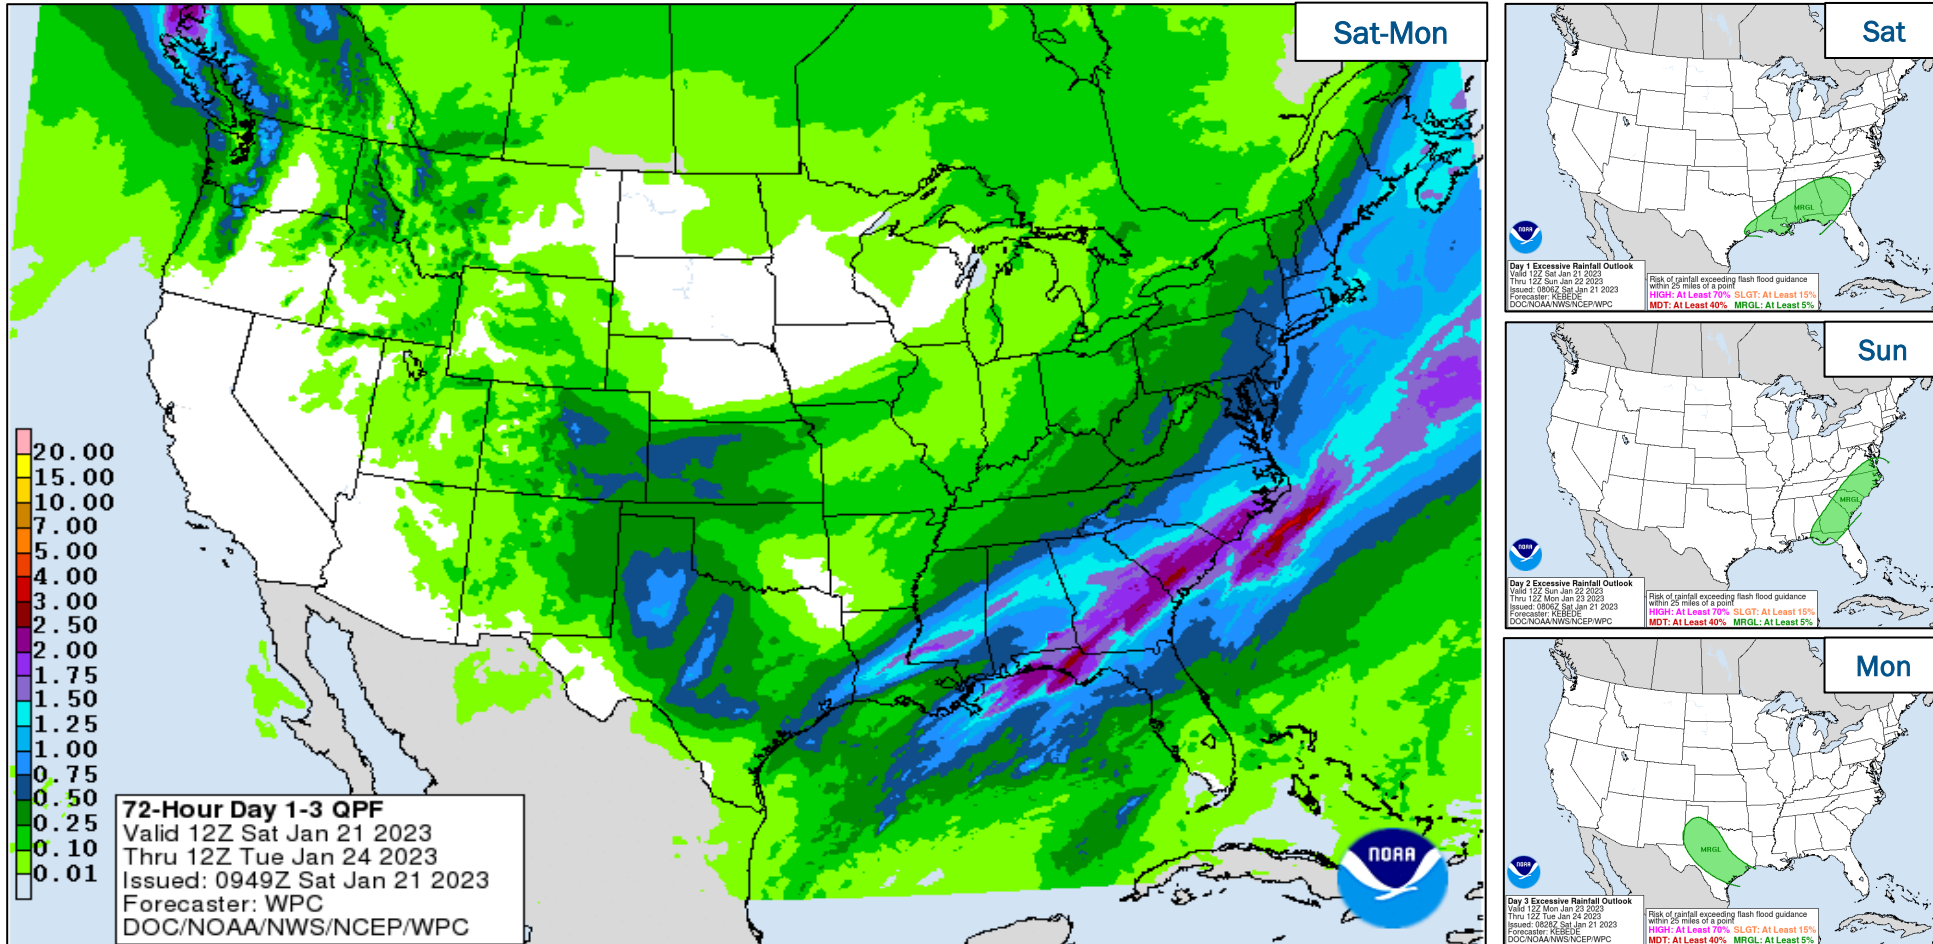 Sat-Mon
20.00
15.00
10.00
7.00
5.00
4.00
3.00
2.50
2.00
1.75
1.50
1.25
1.00
0.75
0.50
0.25
0.10
0.01
72-Hour Day 1-3 QPF
Valid 12Z Sat Jan 21 2023
Thru 12Z Tue Jan 24 2023
Issued: 0949Z Sat Jan 21 2023
Forecaster: WPC
DOC/NOAA/NWS/NCEP/WPC
NOAA
Sat
MRGL
NOAA
Day 1 Excessive Rainfall Outlook
Valid 12Z Sat Jan 21 2023
Thru 12Z Sun Jan 22 2023
Issued: 0806Z Sat Jan 21 2023
Forecaster: KEBEDE
DOC/NOAA/NWS/NCEP/WPC
Risk of rainfall exceeding flash flood guidance
within 25 miles of a point
HIGH: At Least 70% SLGT: At Least 15%
MDT: At Least 40% MRGL: At Least 5%
Sun
MRGL
NOAA
Day 2 Excessive Rainfall Outlook
Valid 12Z Sun Jan 22 2023
Thru 12Z Mon Jan 23 2023
Issued: 0806Z Sat Jan 21 2023
Forecaster: KEBEDE
DOC/NOAA/NWS/NCEP/WPC
Risk of rainfall exceeding flash flood guidance
within 25 miles of a point
HIGH: At Least 70% SLGT: At Least 15%
MDT: At Least 40% MRGL: At Least 5%
Mon
MRGL
NOAA
Day 3 Excessive Rainfall Outlook
Valid 12Z Mon Jan 23 2023
Thru 12Z Tue Jan 24 2023
Issued: 0828Z Sat Jan 21 2023
Forecaster: KEBEDE
DOC/NOAA/NWS/NCEP/WPC
Risk of rainfall exceeding flash flood guidance
within 25 miles of a point
HIGH: At Least 70% SLGT: At Least 15%
MDT: At Least 40% MRGL: At Least 5%